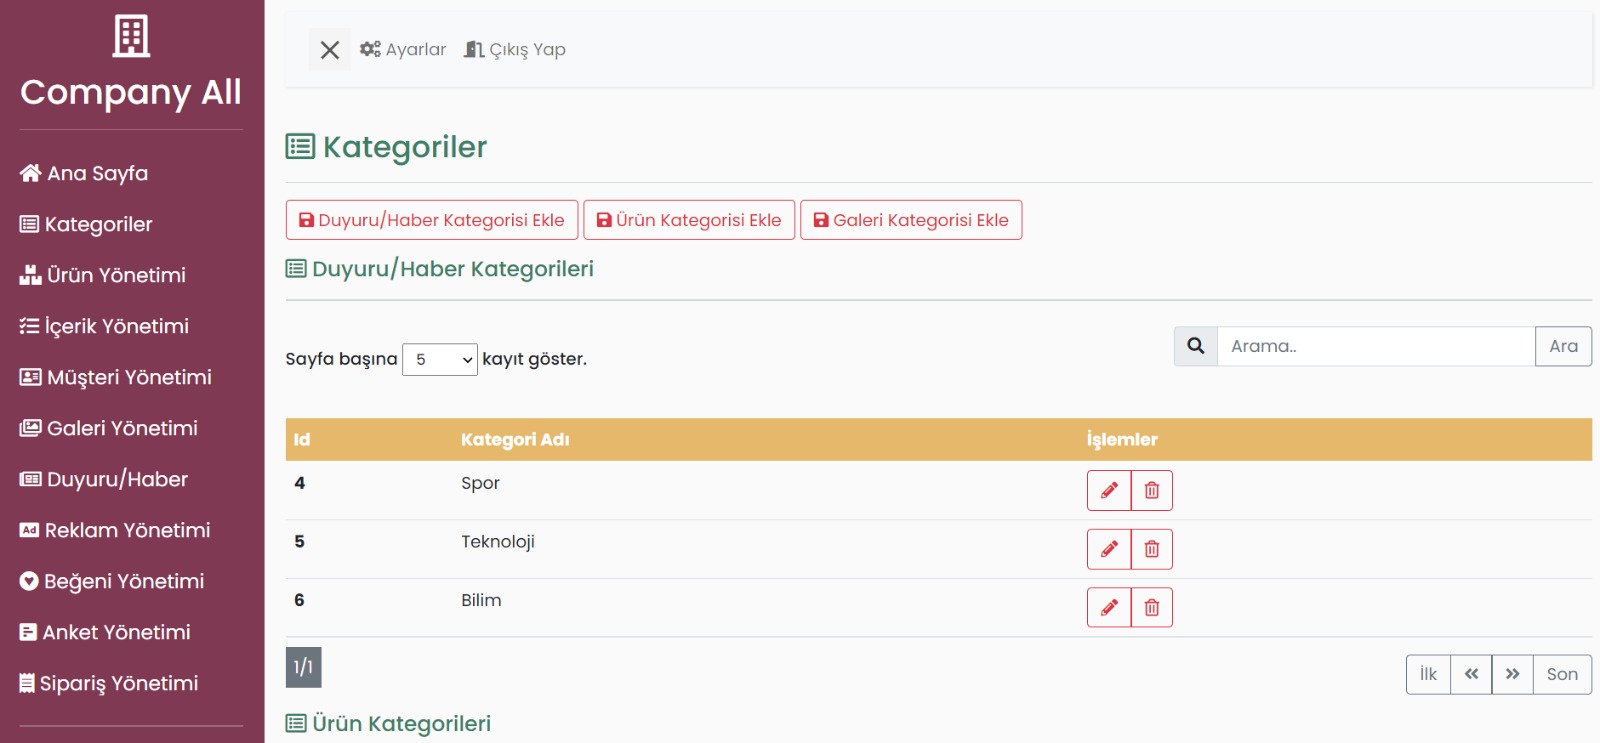 Company All
Ana Sayfa
Kategoriler
Ürün Yönetimi
İçerik Yönetimi
Müşteri Yönetimi
Galeri Yönetimi
Duyuru/Haber
Ad Reklam Yönetimi
Beğeni Yönetimi
Anket Yönetimi
Sipariş Yönetimi
Ayarlar Çıkış Yap
Kategoriler
Duyuru/Haber Kategorisi Ekle Ürün Kategorisi Ekle Galeri Kategorisi Ekle
Duyuru/Haber Kategorileri
Sayfa başına 5 kayıt göster.
Arama.. Ara
Id Kategori Adı İşlemler
4 Spor
5 Teknoloji
6 Bilim
1/1
İlk « » Son
Ürün Kategorileri